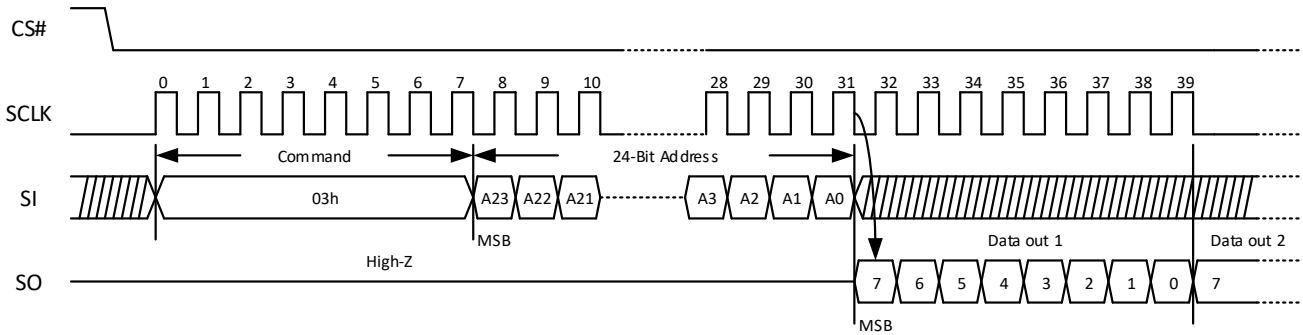 CS#
0 1 2 3 4 5 6 7 8 9 10 28 29 30 31 32 33 34 35 36 37 38 39
SCLK
Command 24-Bit Address
SI 03h A23 A22 A21 A3 A2 A1 A0
MSB Data out 1 Data out 2
High-Z
SO 7 6 5 4 3 2 1 0 7
MSB